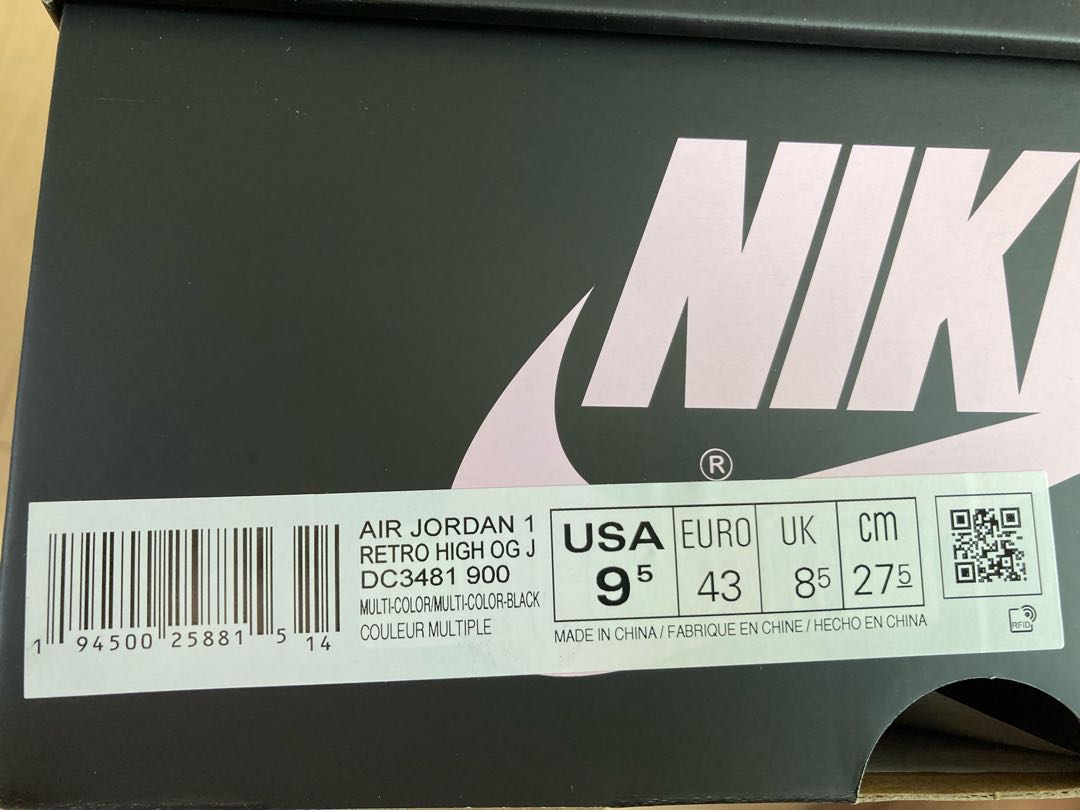 NIK
®
AIR JORDAN 1
RETRO HIGH OG J
DC3481 900
MULTI-COLOR/MULTI-COLOR-BLACK
COULEUR MULTIPLE
1 94500 25881 5 14
USA EURO UK cm
9⁵ 43 8⁵ 27⁵
MADE IN CHINA / FABRIQUE EN CHINE / HECHO EN CHINA
RFID